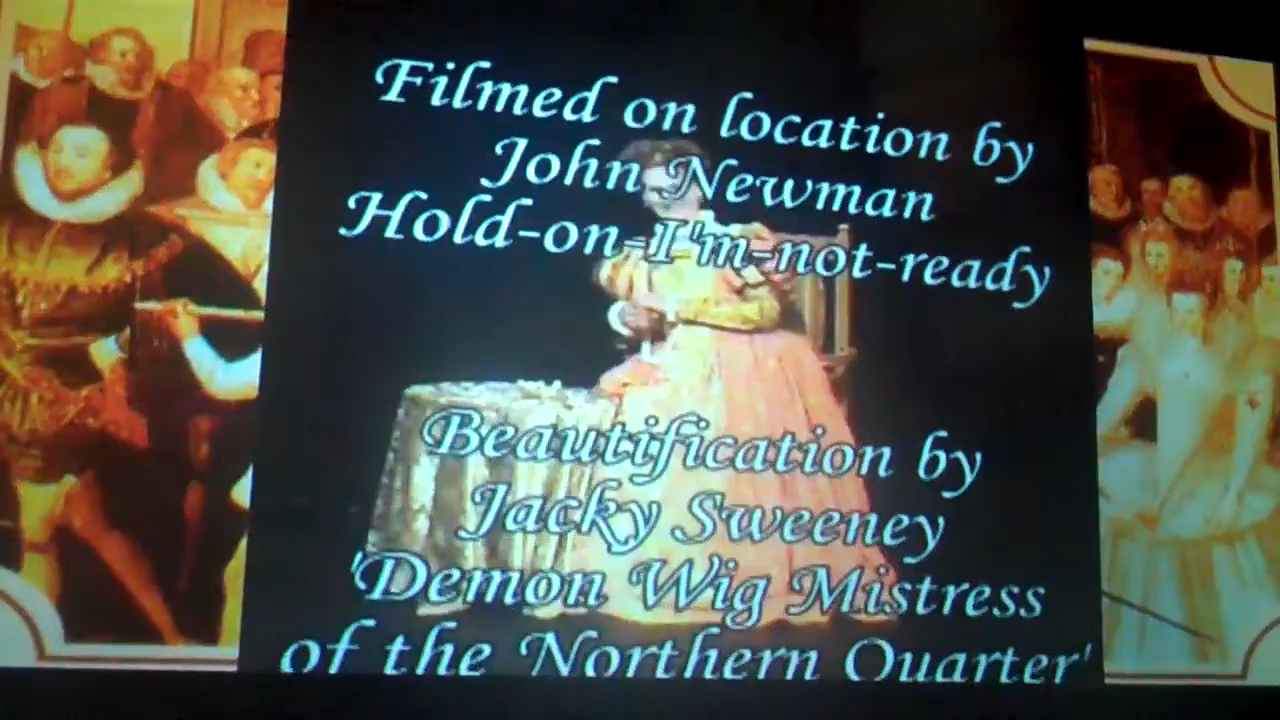 Filmed on location by
John Newman
Hold-on-I'm-not-ready
Beautification by
Jacky Sweeney
'Demon Wig Mistress
of the Northern Quarter'